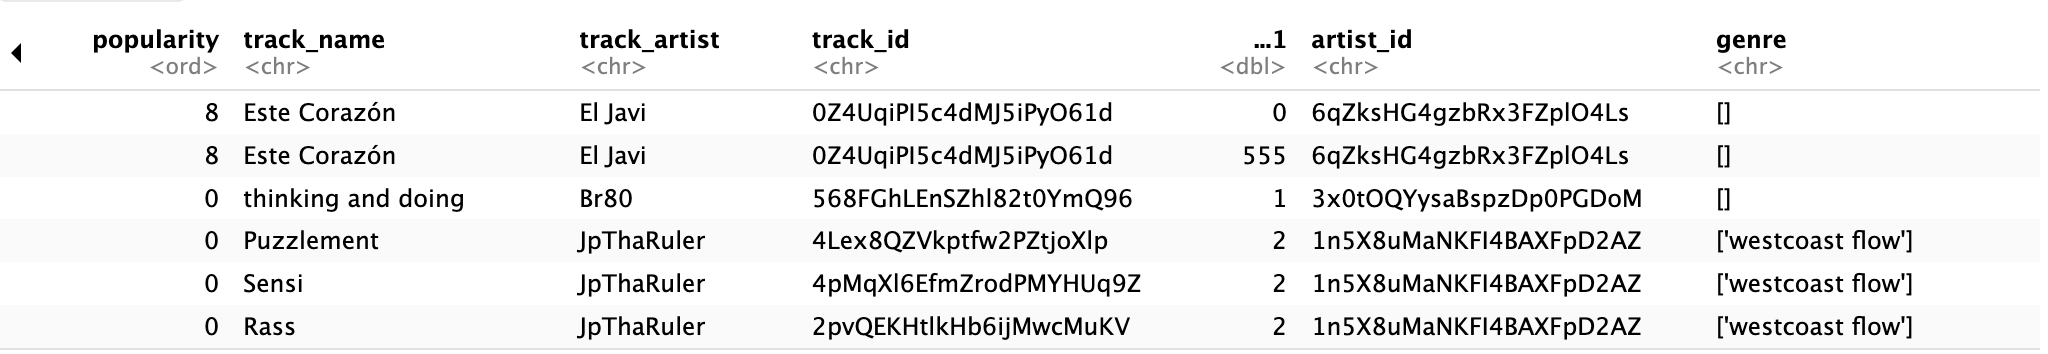 popularity track_name track_artist track_id ...1 artist_id genre
<ord> <chr> <chr> <chr> <dbl> <chr> <chr>
8 Este Corazón El Javi 0Z4UqiPI5c4dMJ5iPyO61d 0 6qZksHG4gzbRx3FZplO4Ls []
8 Este Corazón El Javi 0Z4UqiPI5c4dMJ5iPyO61d 555 6qZksHG4gzbRx3FZplO4Ls []
0 thinking and doing Br80 568FGhLEnSZhl82t0YmQ96 1 3x0tOQYysaBspzDp0PGDoM []
0 Puzzlement JpThaRuler 4Lex8QZVkptfw2PZtjoXlp 2 1n5X8uMaNKFI4BAXFpD2AZ ['westcoast flow']
0 Sensi JpThaRuler 4pMqXl6EfmZrodPMYHUq9Z 2 1n5X8uMaNKFI4BAXFpD2AZ ['westcoast flow']
0 Rass JpThaRuler 2pvQEKHtlkHb6ijMwcMuKV 2 1n5X8uMaNKFI4BAXFpD2AZ ['westcoast flow']